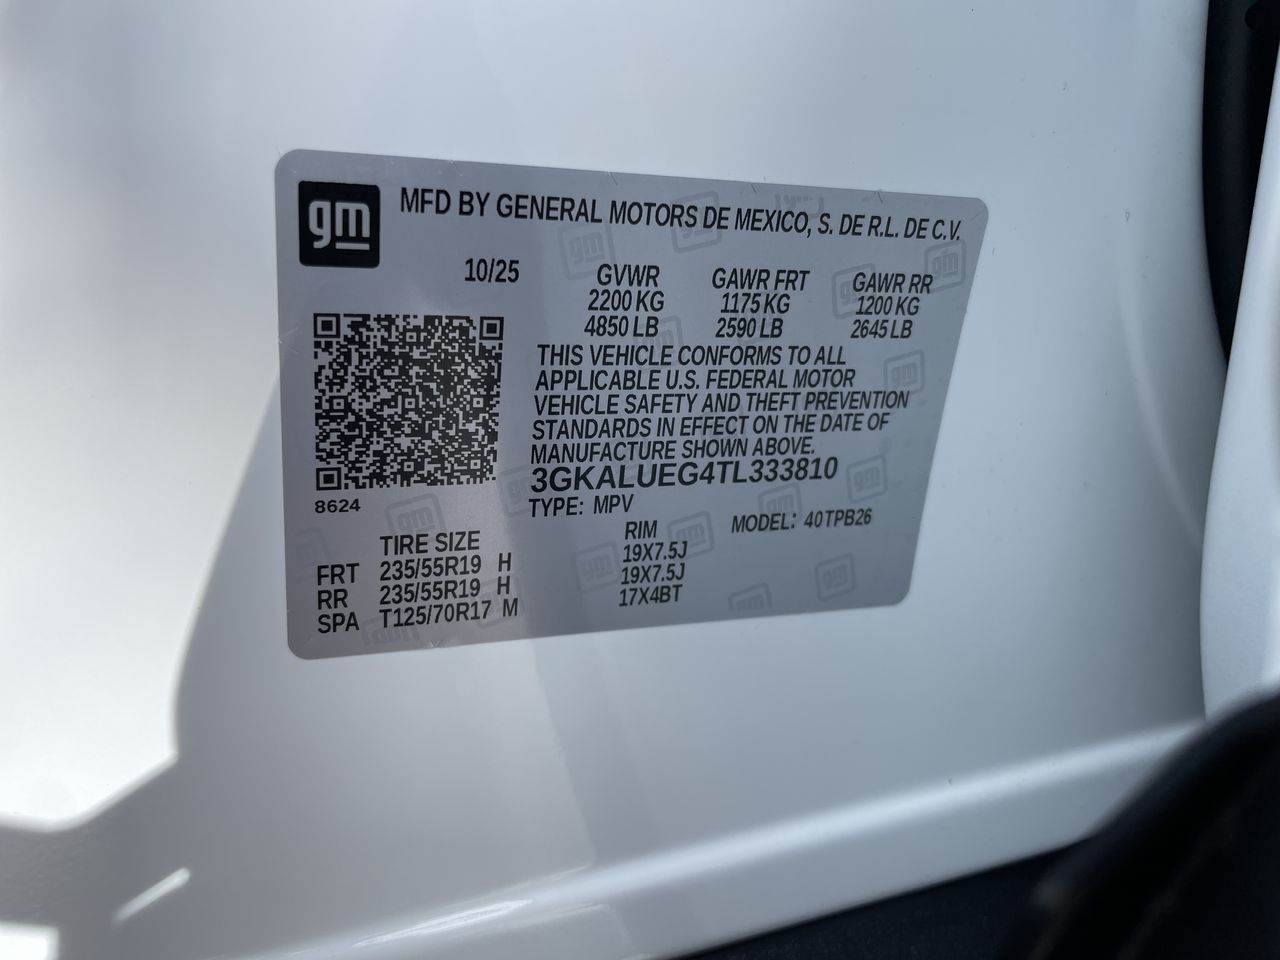 gm
MFD BY GENERAL MOTORS DE MEXICO, S. DE R.L. DE C.V.
10/25
GVWR GAWR FRT GAWR RR
2200 KG 1175 KG 1200 KG
4850 LB 2590 LB 2645 LB
THIS VEHICLE CONFORMS TO ALL
APPLICABLE U.S. FEDERAL MOTOR
VEHICLE SAFETY AND THEFT PREVENTION
STANDARDS IN EFFECT ON THE DATE OF
MANUFACTURE SHOWN ABOVE.
3GKALUEG4TL333810
8624
TYPE: MPV
MODEL: 40TPB26
TIRE SIZE RIM
FRT 235/55R19 H 19X7.5J
RR 235/55R19 H 19X7.5J
SPA T125/70R17 M 17X4BT